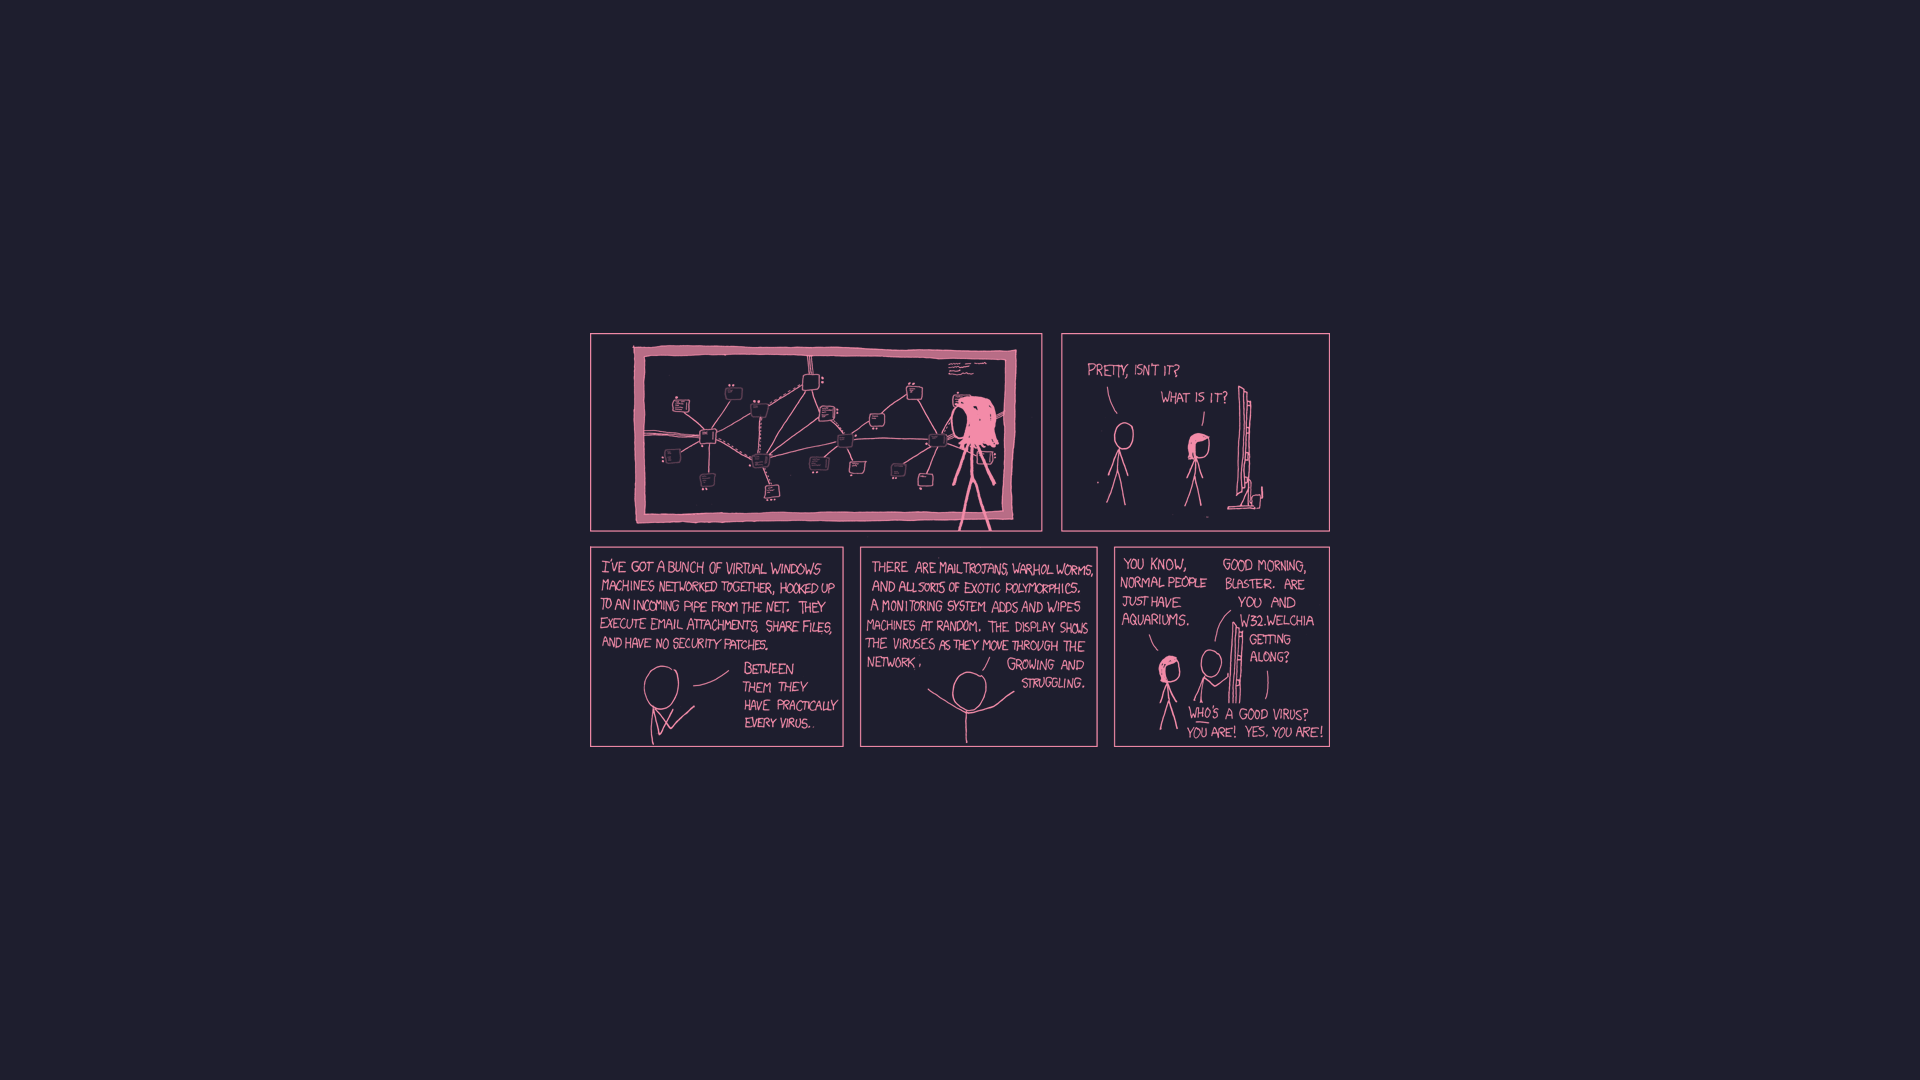 PRETTY, ISN'T IT?
WHAT IS IT?
I'VE GOT A BUNCH OF VIRTUAL WINDOWS
MACHINES NETWORKED TOGETHER, HOOKED UP
TO AN INCOMING PIPE FROM THE NET. THEY
EXECUTE EMAIL ATTACHMENTS, SHARE FILES,
AND HAVE NO SECURITY PATCHES.
BETWEEN
THEM THEY
HAVE PRACTICALLY
EVERY VIRUS.
THERE ARE MAIL TROJANS, WARHOL WORMS,
AND ALL SORTS OF EXOTIC POLYMORPHICS.
A MONITORING SYSTEM ADDS AND WIPES
MACHINES AT RANDOM. THE DISPLAY SHOWS
THE VIRUSES AS THEY MOVE THROUGH THE
NETWORK,
GROWING AND
STRUGGLING.
YOU KNOW,
NORMAL PEOPLE
JUST HAVE
AQUARIUMS.
GOOD MORNING,
BLASTER. ARE
YOU AND
W32.WELCHIA
GETTING
ALONG?
WHO'S A GOOD VIRUS?
YOU ARE! YES, YOU ARE!